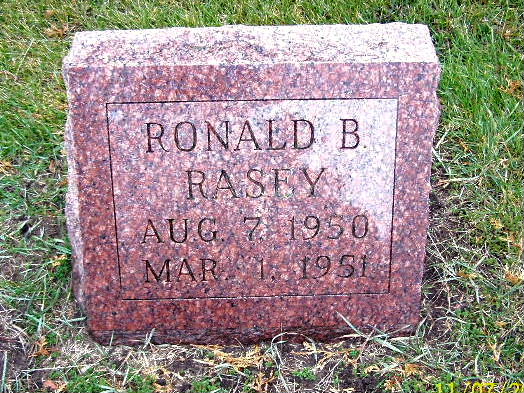 RONALD B.
RASEY
AUG. 7, 1950
MAR. 1, 1951